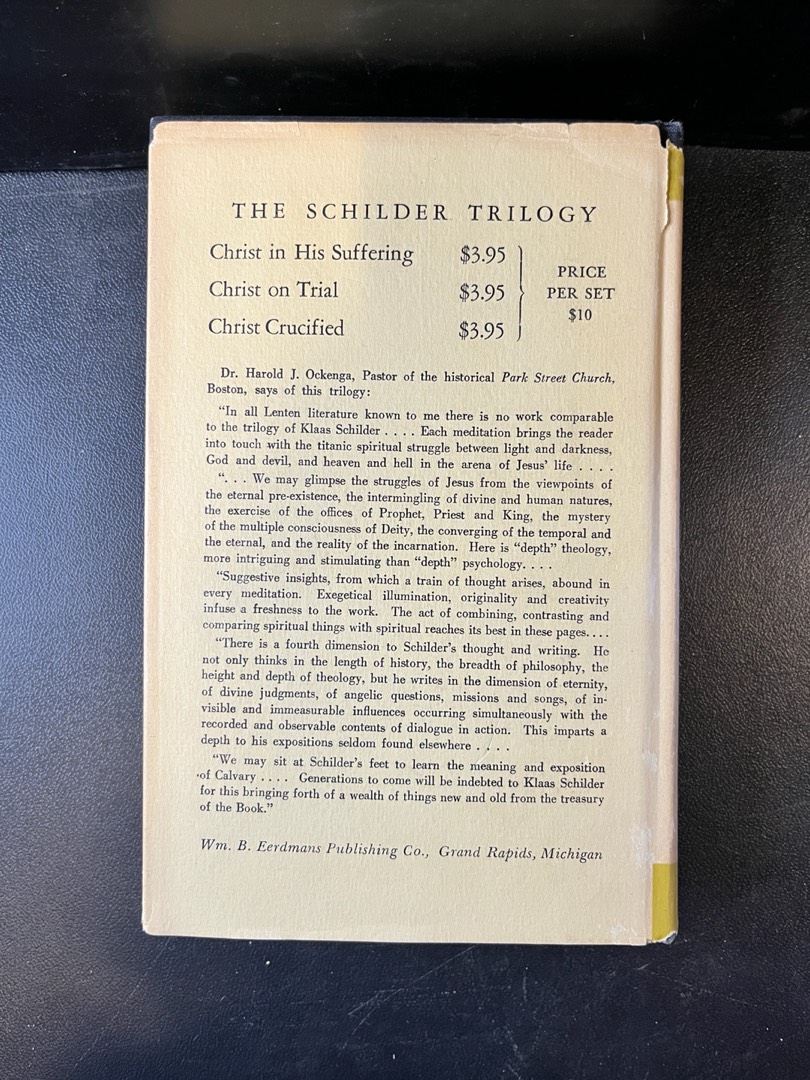 THE SCHILDER TRILOGY
Christ in His Suffering $3.95
Christ on Trial $3.95
Christ Crucified $3.95
PRICE
PER SET
$10
Dr. Harold J. Ockenga, Pastor of the historical Park Street Church,
Boston, says of this trilogy:
“In all Lenten literature known to me there is no work comparable
to the trilogy of Klaas Schilder . . . . Each meditation brings the reader
into touch with the titanic spiritual struggle between light and darkness,
God and devil, and heaven and hell in the arena of Jesus' life . . . .
“. . . We may glimpse the struggles of Jesus from the viewpoints of
the eternal pre-existence, the intermingling of divine and human natures,
the exercise of the offices of Prophet, Priest and King, the mystery
of the multiple consciousness of Deity, the converging of the temporal and
the eternal, and the reality of the incarnation. Here is “depth” theology,
more intriguing and stimulating than “depth” psychology. . . .
“Suggestive insights, from which a train of thought arises, abound in
every meditation. Exegetical illumination, originality and creativity
infuse a freshness to the work. The act of combining, contrasting and
comparing spiritual things with spiritual reaches its best in these pages. . . .
“There is a fourth dimension to Schilder's thought and writing. He
not only thinks in the length of history, the breadth of philosophy, the
height and depth of theology, but he writes in the dimension of eternity,
of divine judgments, of angelic questions, missions and songs, of in-
visible and immeasurable influences occurring simultaneously with the
recorded and observable contents of dialogue in action. This imparts a
depth to his expositions seldom found elsewhere . . . .
“We may sit at Schilder's feet to learn the meaning and exposition
of Calvary . . . . Generations to come will be indebted to Klaas Schilder
for this bringing forth of a wealth of things new and old from the treasury
of the Book.”
Wm. B. Eerdmans Publishing Co., Grand Rapids, Michigan